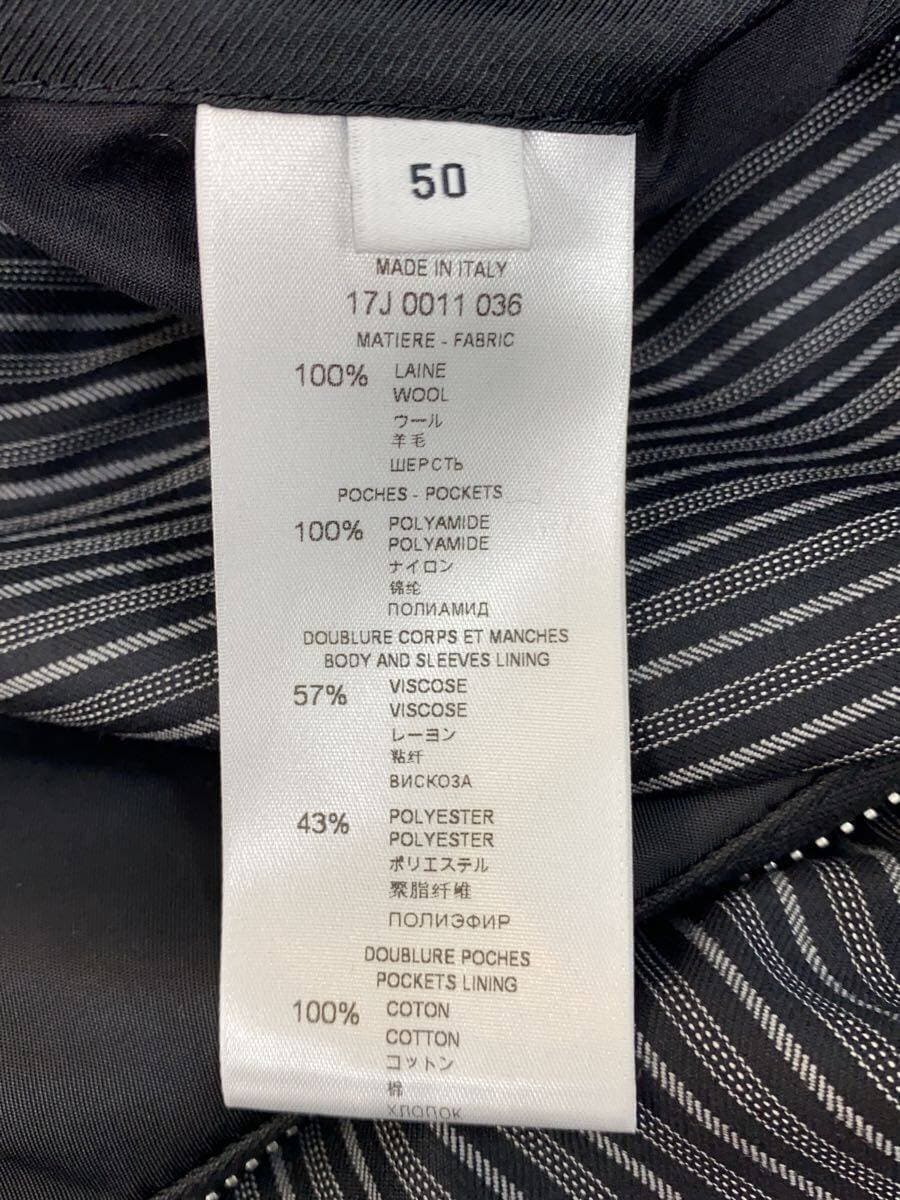 50
MADE IN ITALY
17J 0011 036
MATIERE - FABRIC
100% LAINE
WOOL
ウール
羊毛
ШЕРСТЬ
POCHES - POCKETS
100% POLYAMIDE
POLYAMIDE
ナイロン
锦纶
ПОЛИАМИД
DOUBLURE CORPS ET MANCHES
BODY AND SLEEVES LINING
57% VISCOSE
VISCOSE
レーヨン
粘纤
ВИСКОЗА
43% POLYESTER
POLYESTER
ポリエステル
聚脂纤维
ПОЛИЭФИР
DOUBLURE POCHES
POCKETS LINING
100% COTON
COTTON
コットン
棉
ХЛОПОК